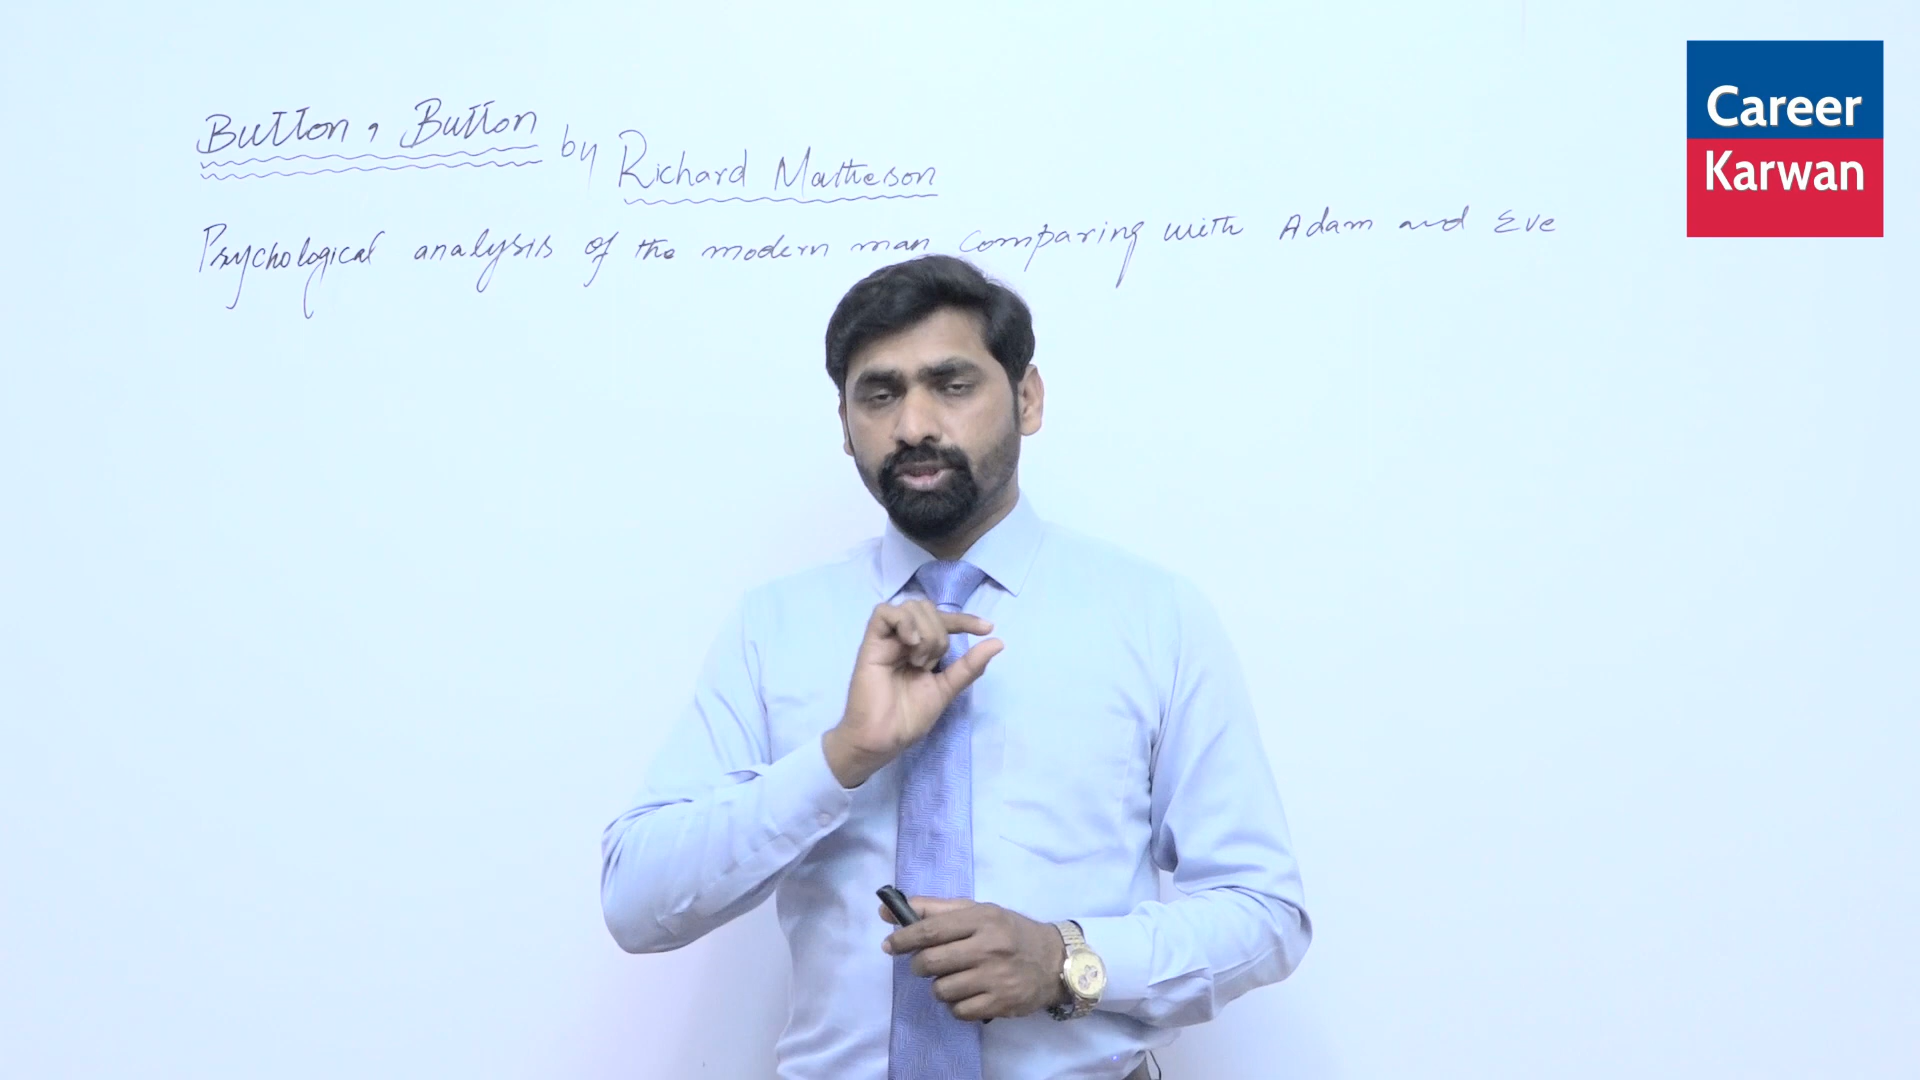 Button, Button by Richard Matheson
Psychological analysis of the modern man comparing with Adam and Eve
Career
Karwan